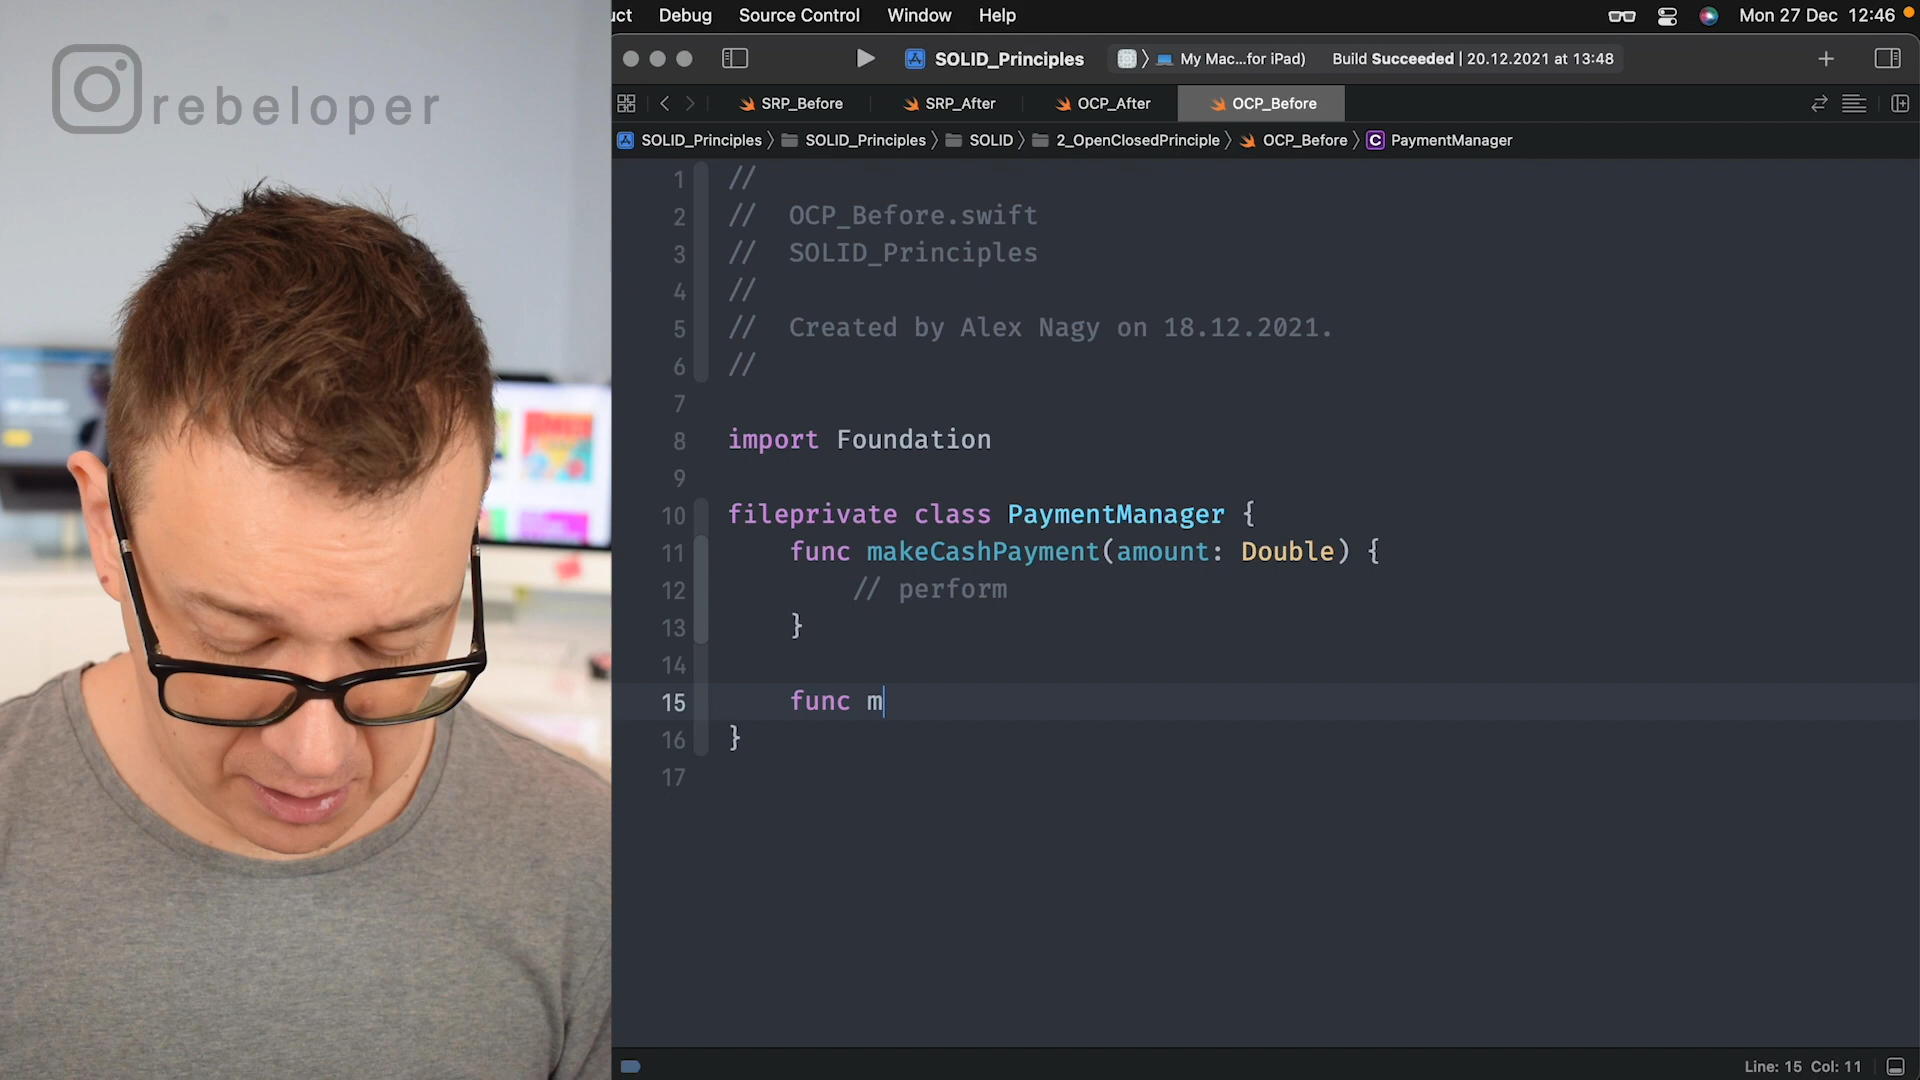 rebeloper
uct Debug Source Control Window Help Mon 27 Dec 12:46
SOLID_Principles My Mac...for iPad) Build Succeeded | 20.12.2021 at 13:48
SRP_Before SRP_After OCP_After OCP_Before
SOLID_Principles SOLID_Principles SOLID 2_OpenClosedPrinciple OCP_Before C PaymentManager
1 //
2 // OCP_Before.swift
3 // SOLID_Principles
4 //
5 // Created by Alex Nagy on 18.12.2021.
6 //
7
8 import Foundation
9
10 fileprivate class PaymentManager {
11 func makeCashPayment(amount: Double) {
12 // perform
13 }
14
15 func m
16 }
17
Line: 15 Col: 11